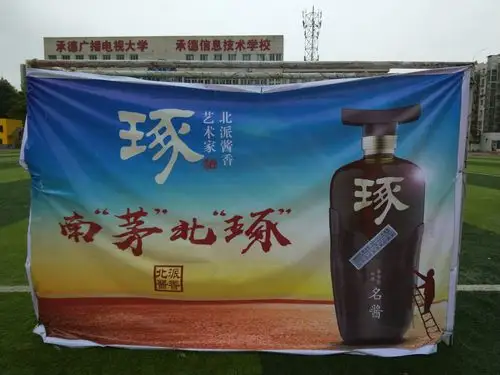 承德广播电视大学 承德信息技术学校
琢
北派酱香
艺术家
南“茅”北“琢”
北派
酱香
琢
名酱